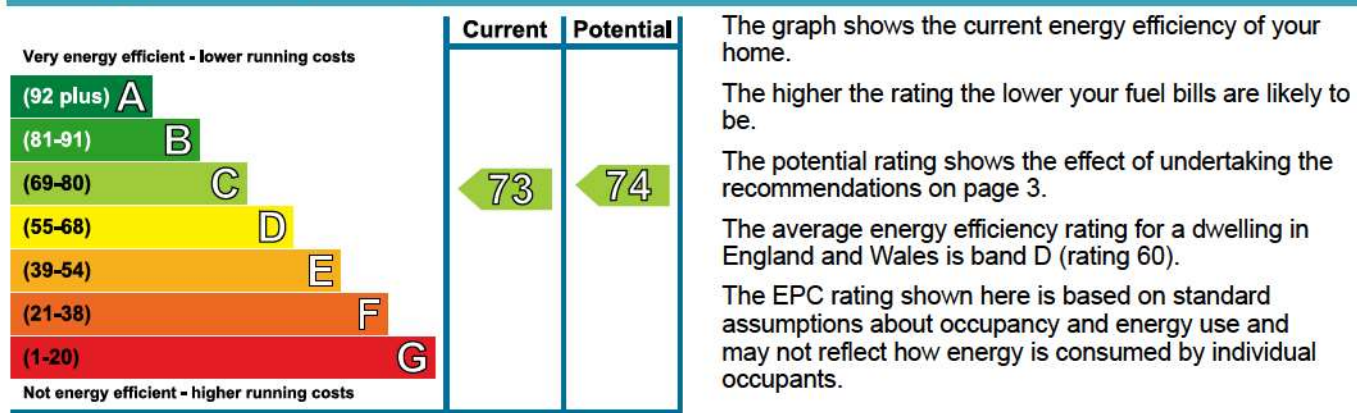 Current Potential
Very energy efficient - lower running costs
(92 plus) A
(81-91) B
(69-80) C
73 74
(55-68) D
(39-54) E
(21-38) F
(1-20) G
Not energy efficient - higher running costs
The graph shows the current energy efficiency of your
home.
The higher the rating the lower your fuel bills are likely to
be.
The potential rating shows the effect of undertaking the
recommendations on page 3.
The average energy efficiency rating for a dwelling in
England and Wales is band D (rating 60).
The EPC rating shown here is based on standard
assumptions about occupancy and energy use and
may not reflect how energy is consumed by individual
occupants.